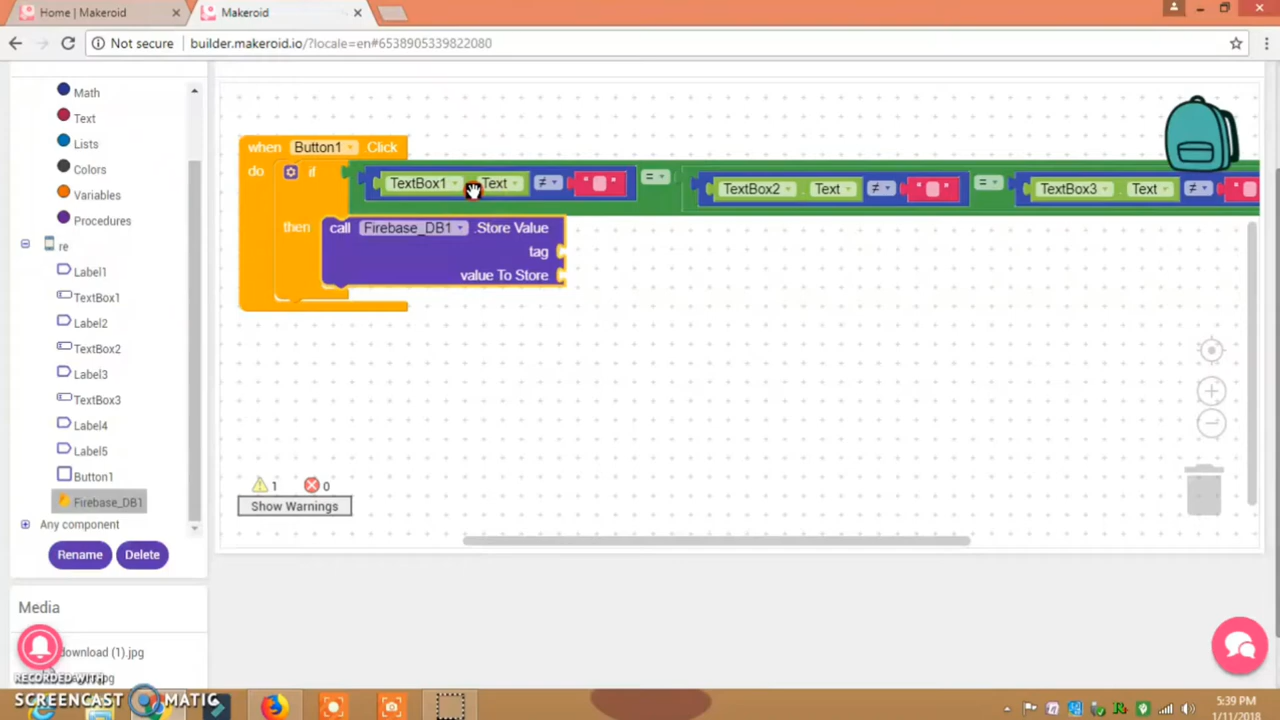 Home | Makeroid
Makeroid
Not secure
builder.makeroid.io/?locale=en#6538905339822080
Math
Text
Lists
Colors
Variables
Procedures
re
Label1
TextBox1
Label2
TextBox2
Label3
TextBox3
Label4
Label5
Button1
Firebase_DB1
Any component
Rename
Delete
Media
download (1).jpg
RECORDED WITH
SCREENCAST MATIC
when Button1 Click
do if TextBox1 . Text ≠ " " = TextBox2 . Text ≠ " " = TextBox3 . Text ≠ "
then call Firebase_DB1 .Store Value
tag
value To Store
1 0
Show Warnings
5:39 PM
1/11/2018